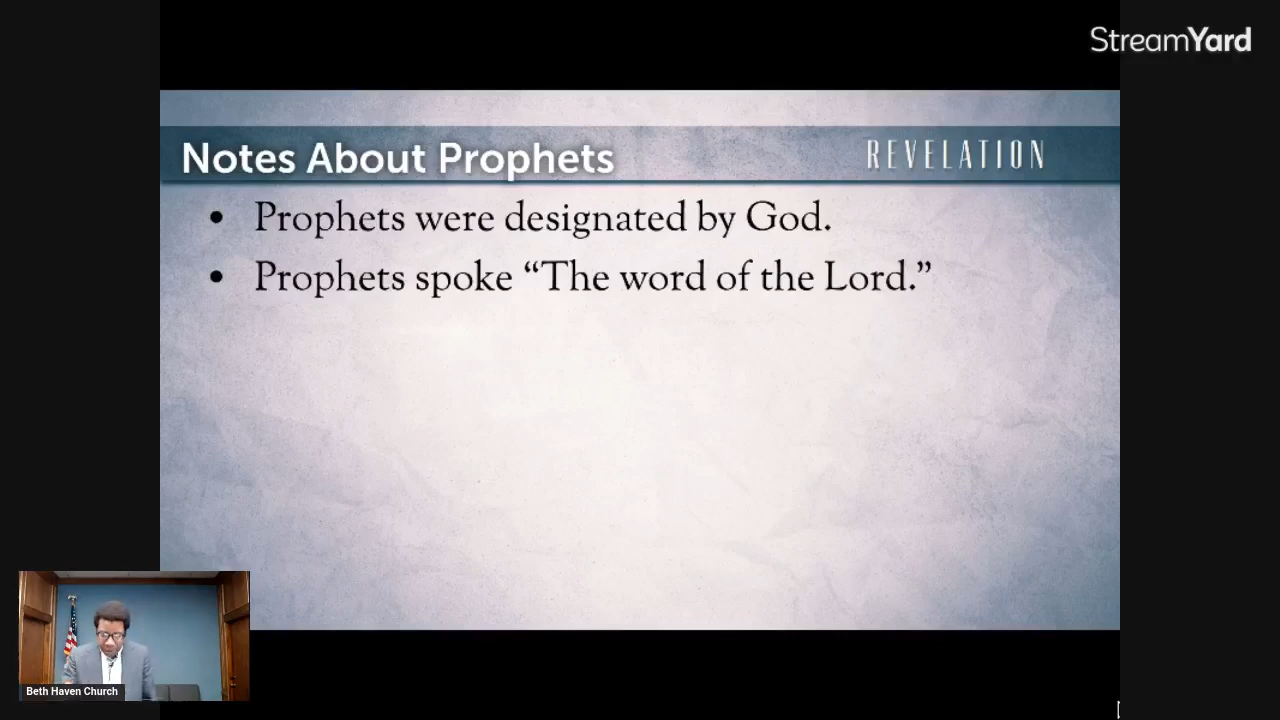 StreamYard
Notes About Prophets
REVELATION
• Prophets were designated by God.
• Prophets spoke “The word of the Lord.”
Beth Haven Church